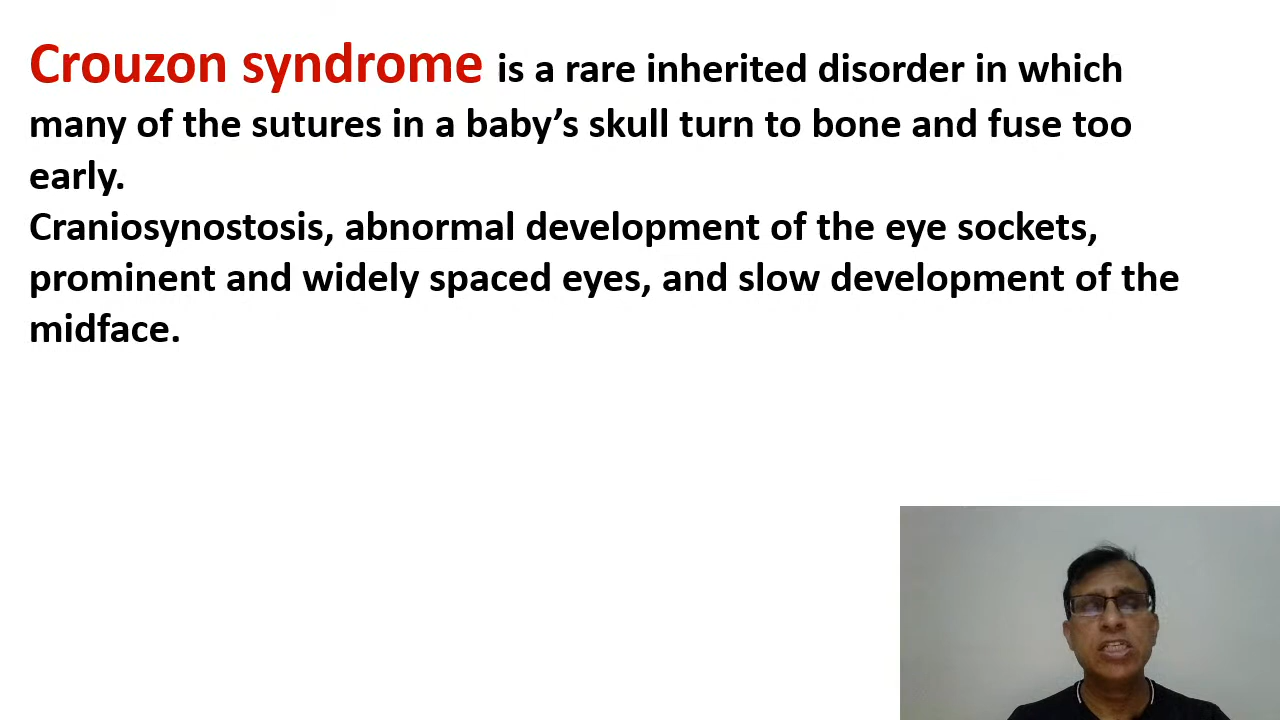 Crouzon syndrome is a rare inherited disorder in which
many of the sutures in a baby’s skull turn to bone and fuse too
early.
Craniosynostosis, abnormal development of the eye sockets,
prominent and widely spaced eyes, and slow development of the
midface.